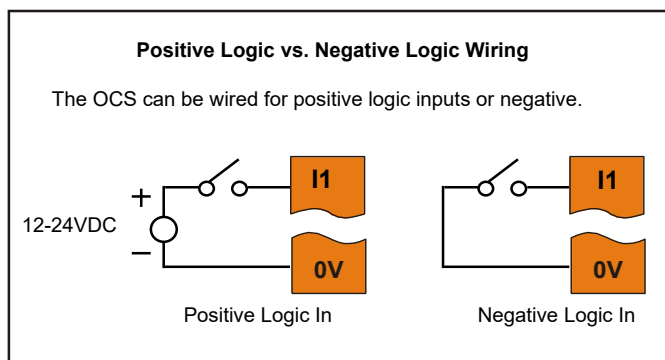 Positive Logic vs. Negative Logic Wiring
The OCS can be wired for positive logic inputs or negative.
I1
+
12-24VDC
–
0V
Positive Logic In
I1
0V
Negative Logic In